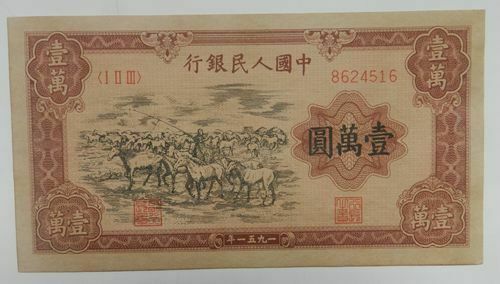 中國人民銀行
壹萬
壹萬
〈I II III〉
8624516
壹萬圓
壹萬
壹萬
一九五一年